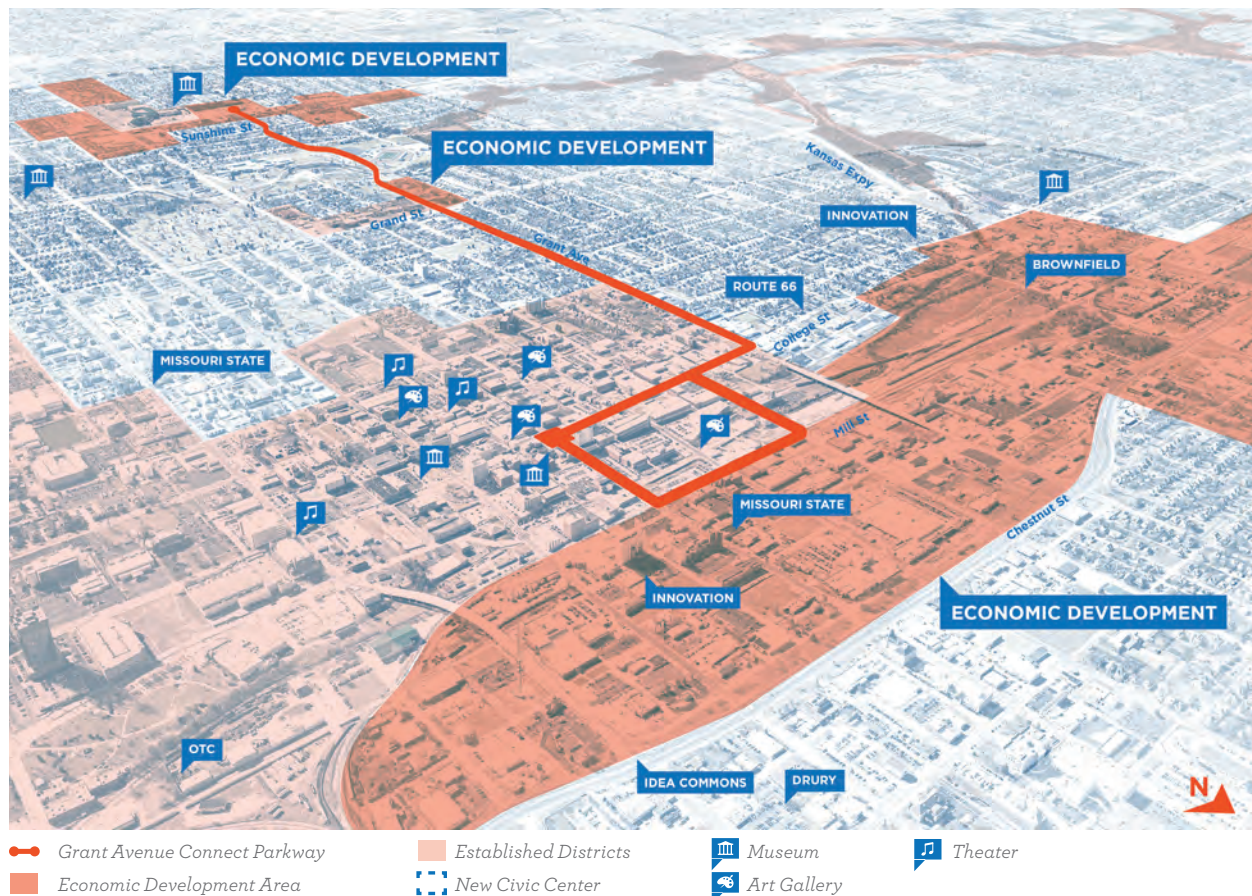 ECONOMIC DEVELOPMENT
Sunshine St
ECONOMIC DEVELOPMENT
Kansas Expy
Grand St
Grant Ave
INNOVATION
BROWNFIELD
ROUTE 66
College St
MISSOURI STATE
Mill St
MISSOURI STATE
Chestnut St
INNOVATION
ECONOMIC DEVELOPMENT
OTC
IDEA COMMONS
DRURY
N
Grant Avenue Connect Parkway
Established Districts
Museum
Theater
Economic Development Area
New Civic Center
Art Gallery